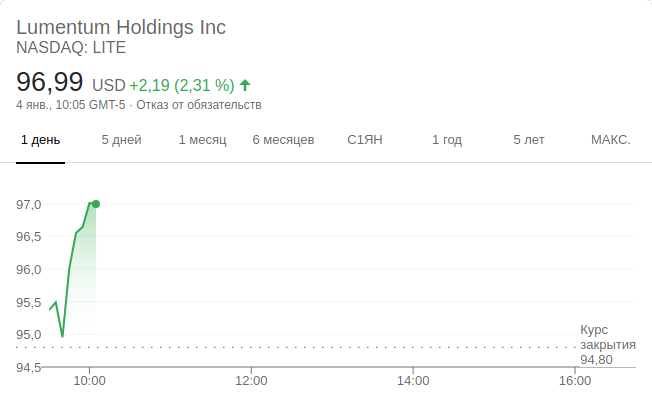 Lumentum Holdings Inc
NASDAQ: LITE
96,99 USD +2,19 (2,31 %)
4 янв., 10:05 GMT-5 · Отказ от обязательств
1 день 5 дней 1 месяц 6 месяцев С1ЯН 1 год 5 лет МАКС.
97,0
96,5
96,0
95,5
95,0
94,5
Курс
закрытия
94,80
10:00 12:00 14:00 16:00